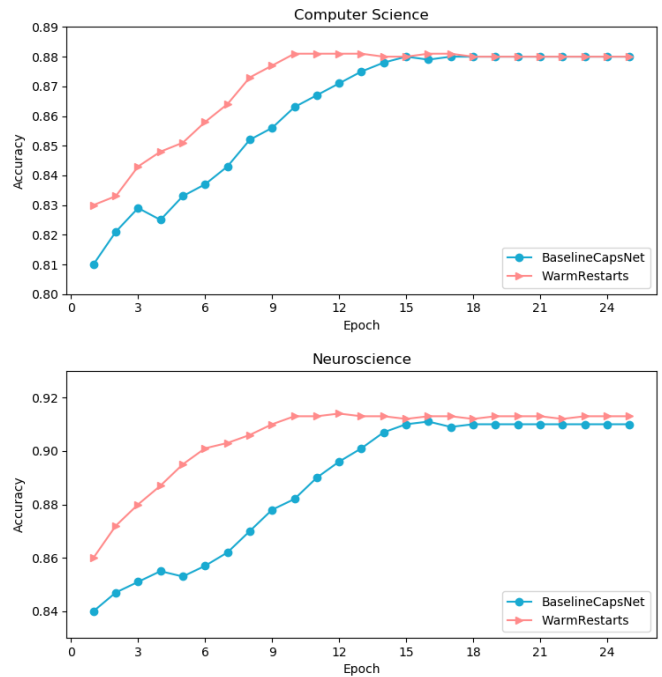 Computer Science
0.89
0.88
0.87
0.86
0.85
0.84
0.83
0.82
0.81
0.80
Accuracy
BaselineCapsNet
WarmRestarts
0 3 6 9 12 15 18 21 24
Epoch
Neuroscience
0.92
0.90
0.88
0.86
0.84
Accuracy
BaselineCapsNet
WarmRestarts
0 3 6 9 12 15 18 21 24
Epoch